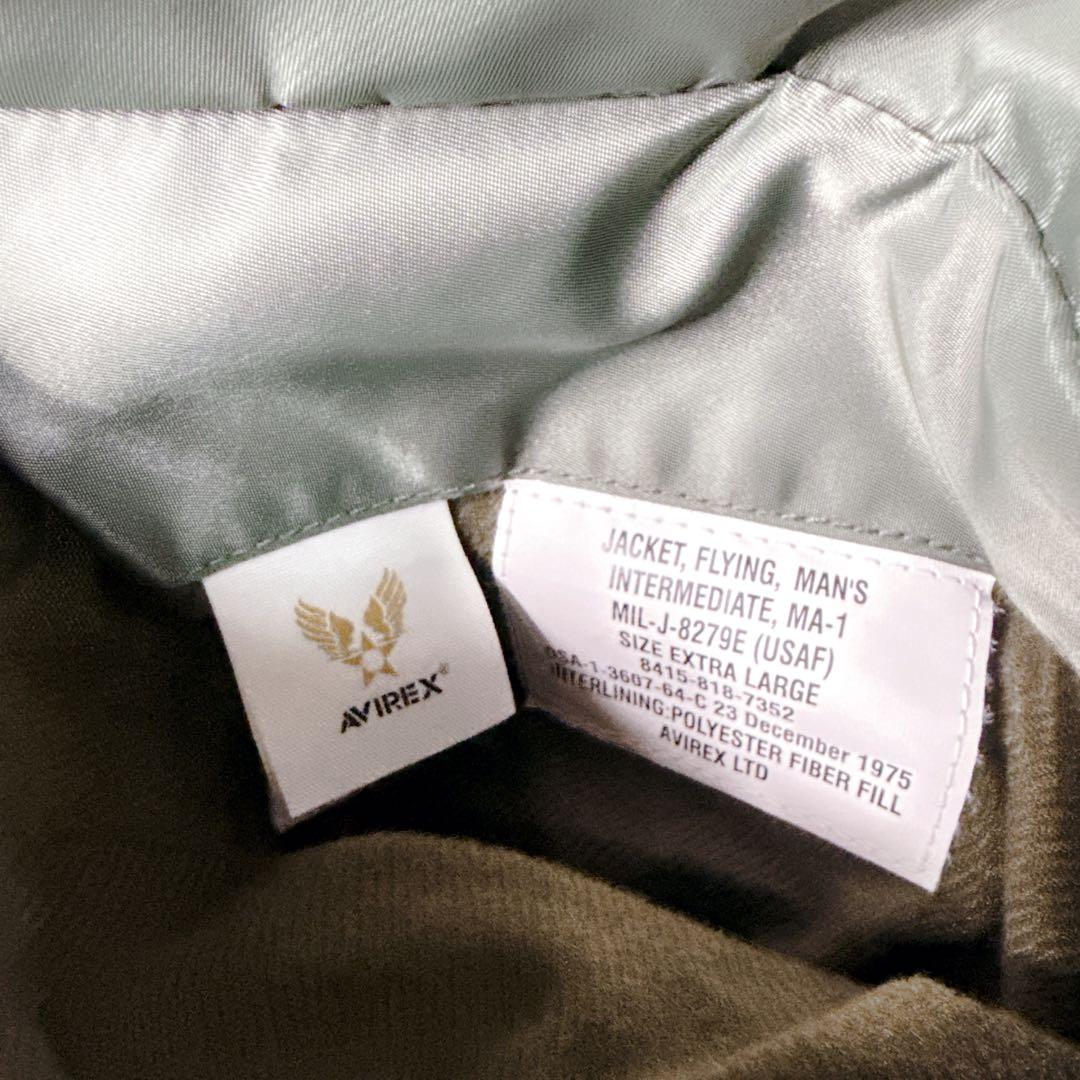 AVIREX®
JACKET, FLYING, MAN'S
INTERMEDIATE, MA-1
MIL-J-8279E (USAF)
SIZE EXTRA LARGE
8415-818-7352
DSA-1-3607-64-C 23 December 1975
INTERLINING:POLYESTER FIBER FILL
AVIREX LTD